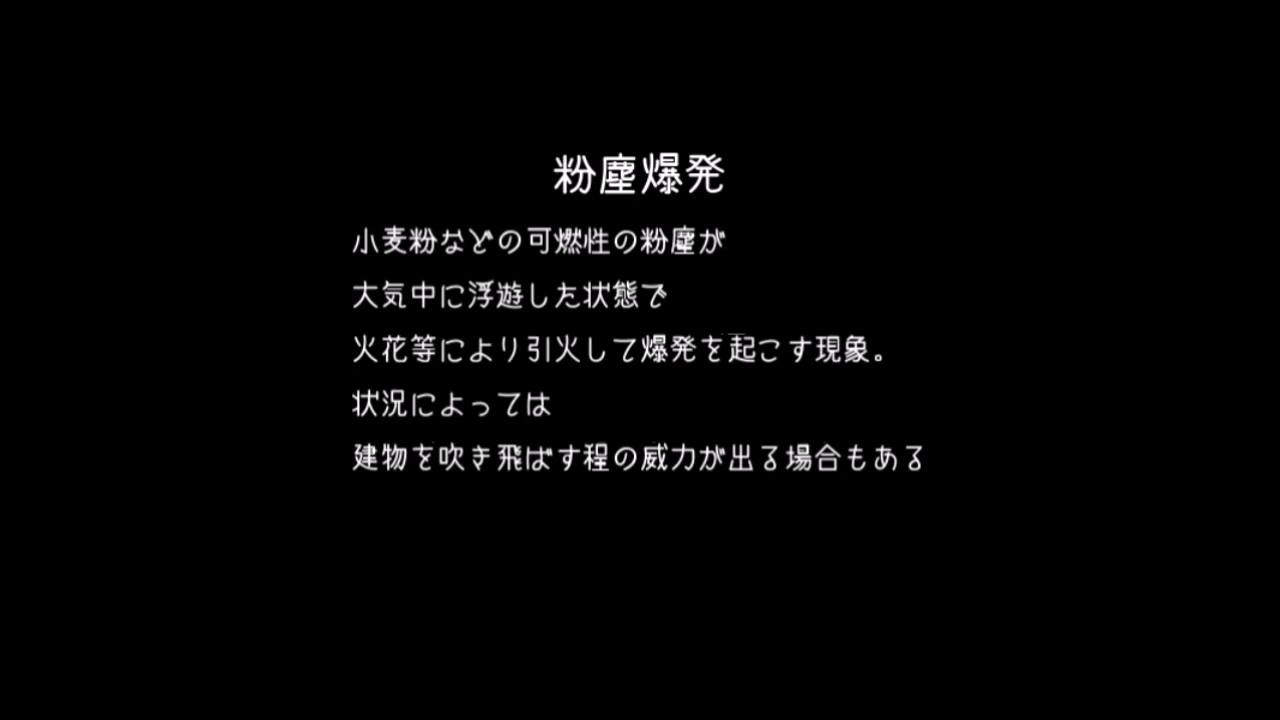 粉塵爆発
小麦粉などの可燃性の粉塵が
大気中に浮遊した状態で
火花等により引火して爆発を起こす現象。
状況によっては
建物を吹き飛ばす程の威力が出る場合もある